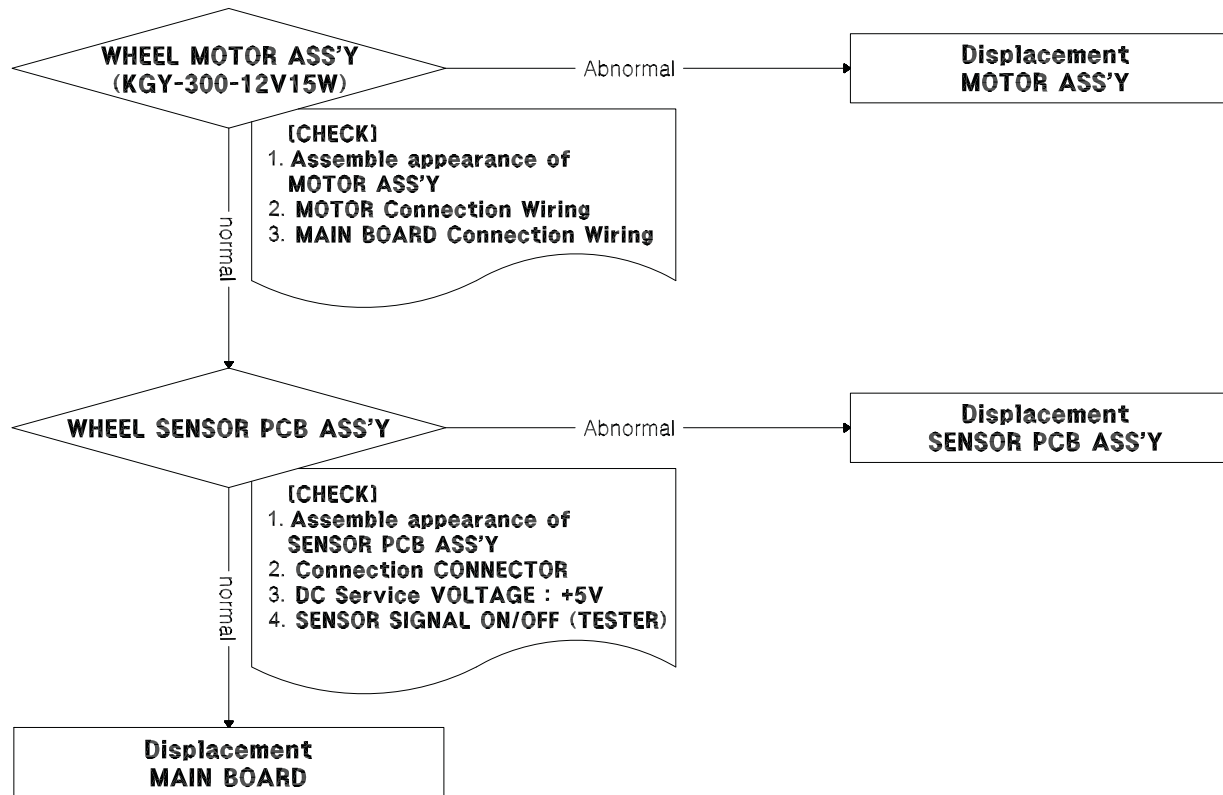 WHEEL MOTOR ASS'Y
(KGY-300-12V15W)
Abnormal
Displacement
MOTOR ASS'Y
[CHECK]
1. Assemble appearance of
MOTOR ASS'Y
2. MOTOR Connection Wiring
3. MAIN BOARD Connection Wiring
normal
WHEEL SENSOR PCB ASS'Y
Abnormal
Displacement
SENSOR PCB ASS'Y
[CHECK]
1. Assemble appearance of
SENSOR PCB ASS'Y
2. Connection CONNECTOR
3. DC Service VOLTAGE : +5V
4. SENSOR SIGNAL ON/OFF (TESTER)
normal
Displacement
MAIN BOARD